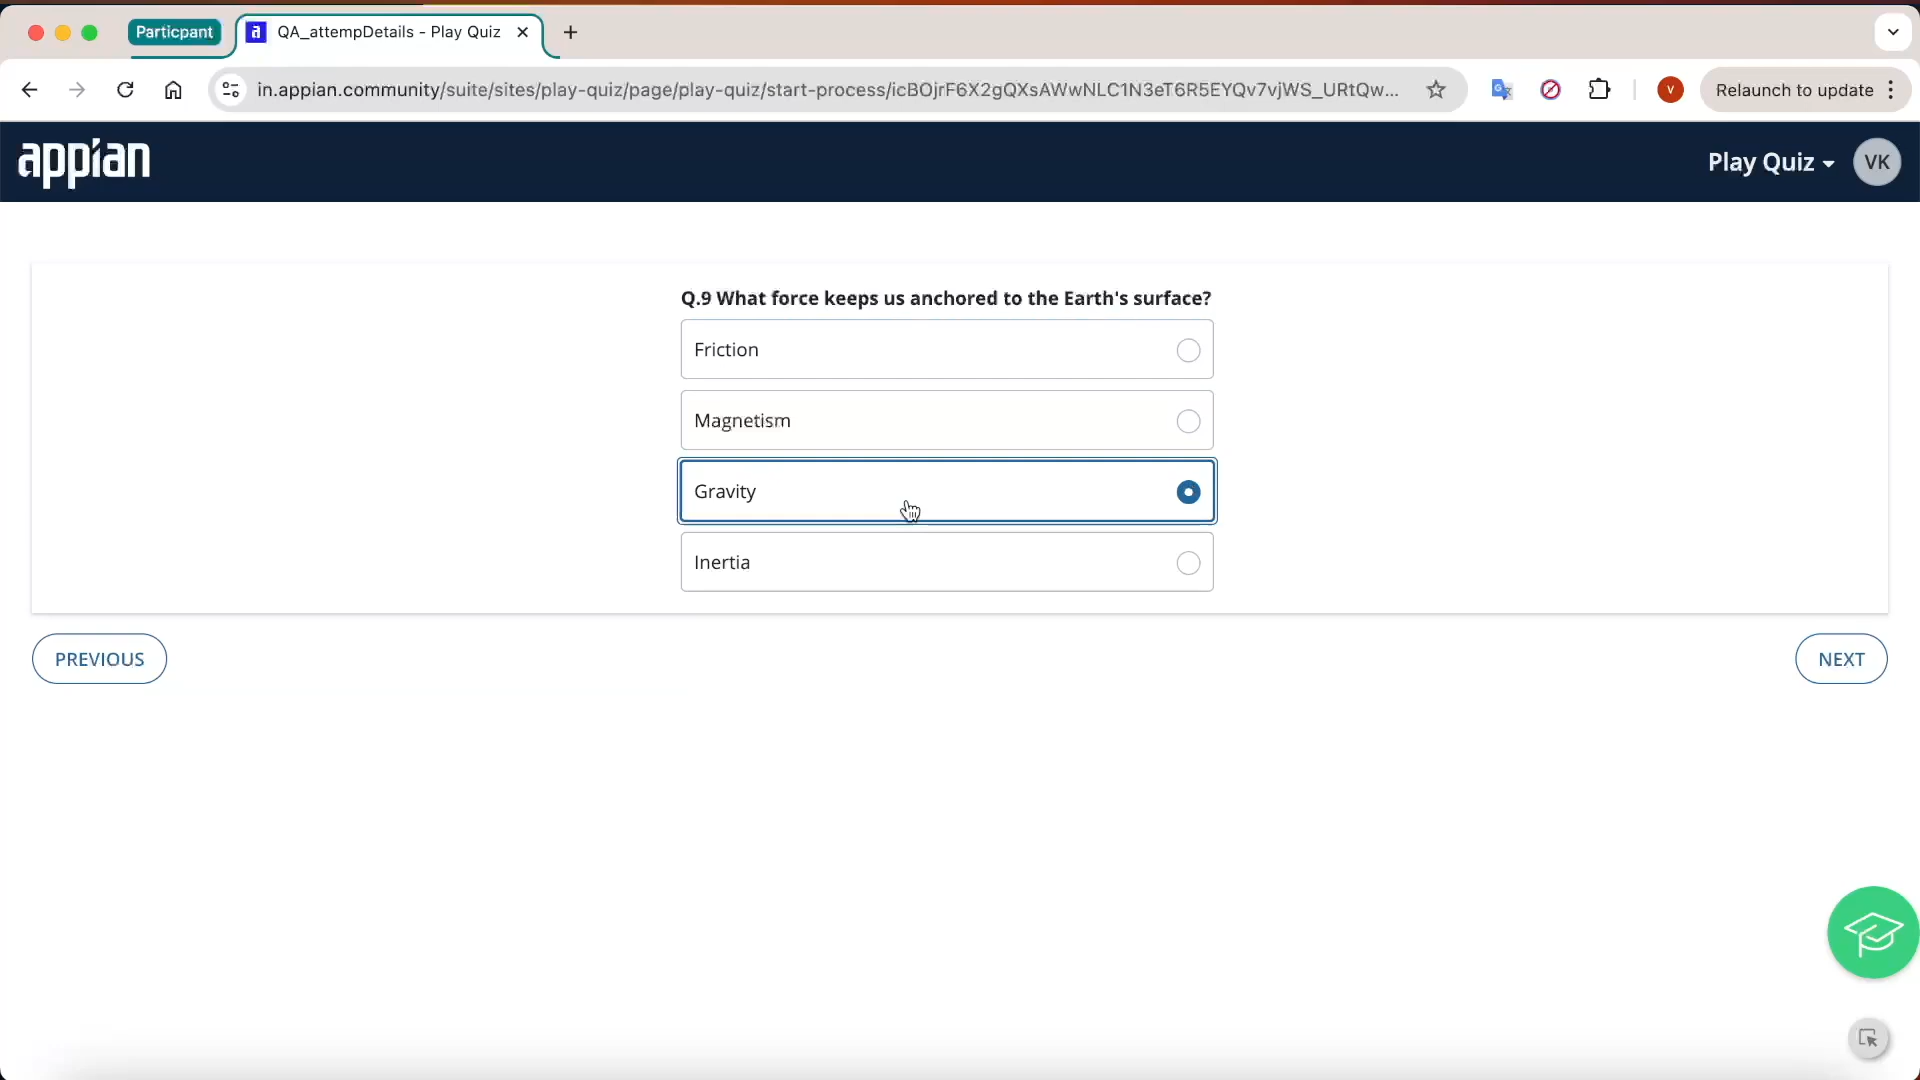 Particpant
QA_attempDetails - Play Quiz
in.appian.community/suite/sites/play-quiz/page/play-quiz/start-process/icBOjrF6X2gQXsAWwNLC1N3eT6R5EYQv7vjWS_URtQw...
V
Relaunch to update
appian
Play Quiz
VK
Q.9 What force keeps us anchored to the Earth's surface?
Friction
Magnetism
Gravity
Inertia
PREVIOUS
NEXT